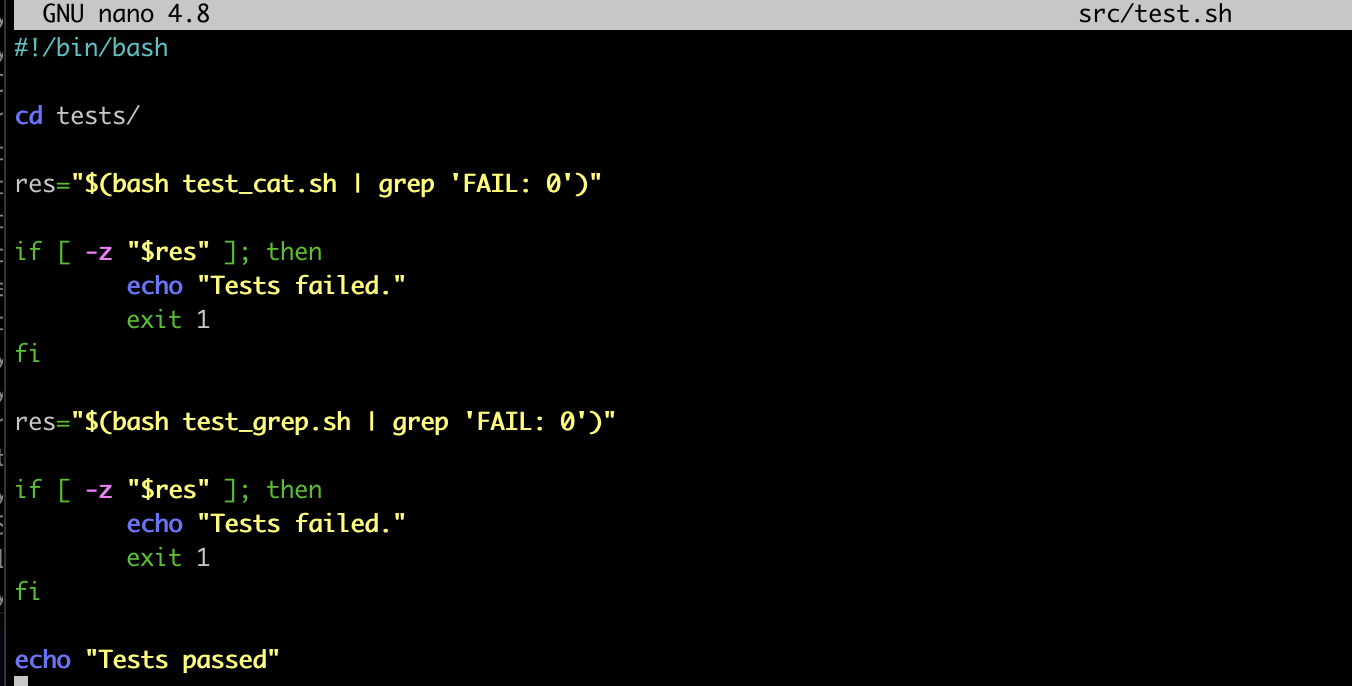 GNU nano 4.8 src/test.sh
#!/bin/bash
cd tests/
res="$(bash test_cat.sh | grep 'FAIL: 0')"
if [ -z "$res" ]; then
echo "Tests failed."
exit 1
fi
res="$(bash test_grep.sh | grep 'FAIL: 0')"
if [ -z "$res" ]; then
echo "Tests failed."
exit 1
fi
echo "Tests passed"